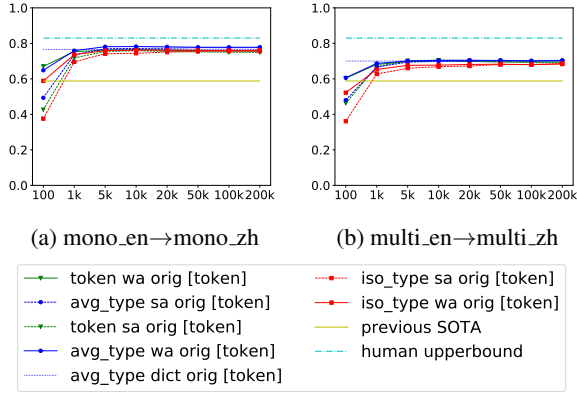 1.0
0.8
0.6
0.4
0.2
0.0
100 1k 5k 10k 20k 50k 100k 200k
1.0
0.8
0.6
0.4
0.2
0.0
100 1k 5k 10k 20k 50k 100k 200k
(a) mono_en→mono_zh
(b) multi_en→multi_zh
token wa orig [token]
avg_type sa orig [token]
token sa orig [token]
avg_type wa orig [token]
avg_type dict orig [token]
iso_type sa orig [token]
iso_type wa orig [token]
previous SOTA
human upperbound